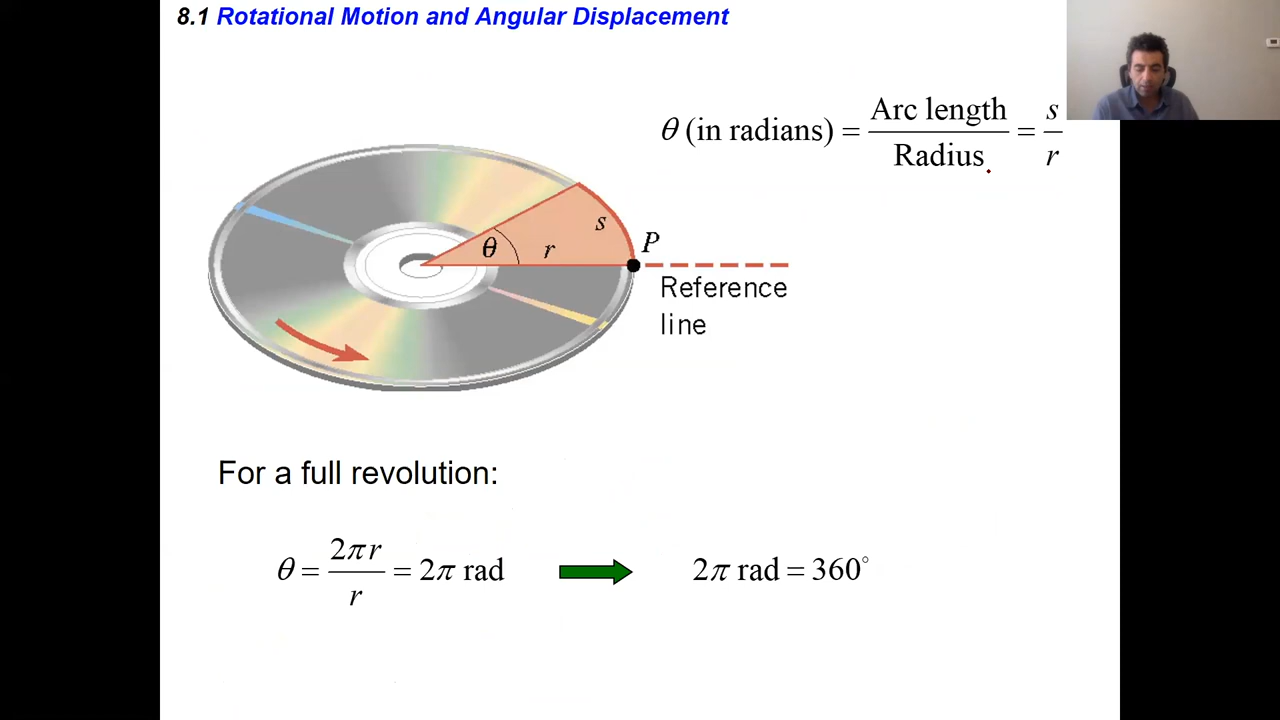 8.1 Rotational Motion and Angular Displacement
θ (in radians) = Arc length / Radius = s / r
s
θ
r
P
Reference
line
For a full revolution:
θ = 2π r / r = 2π rad
2π rad = 360°